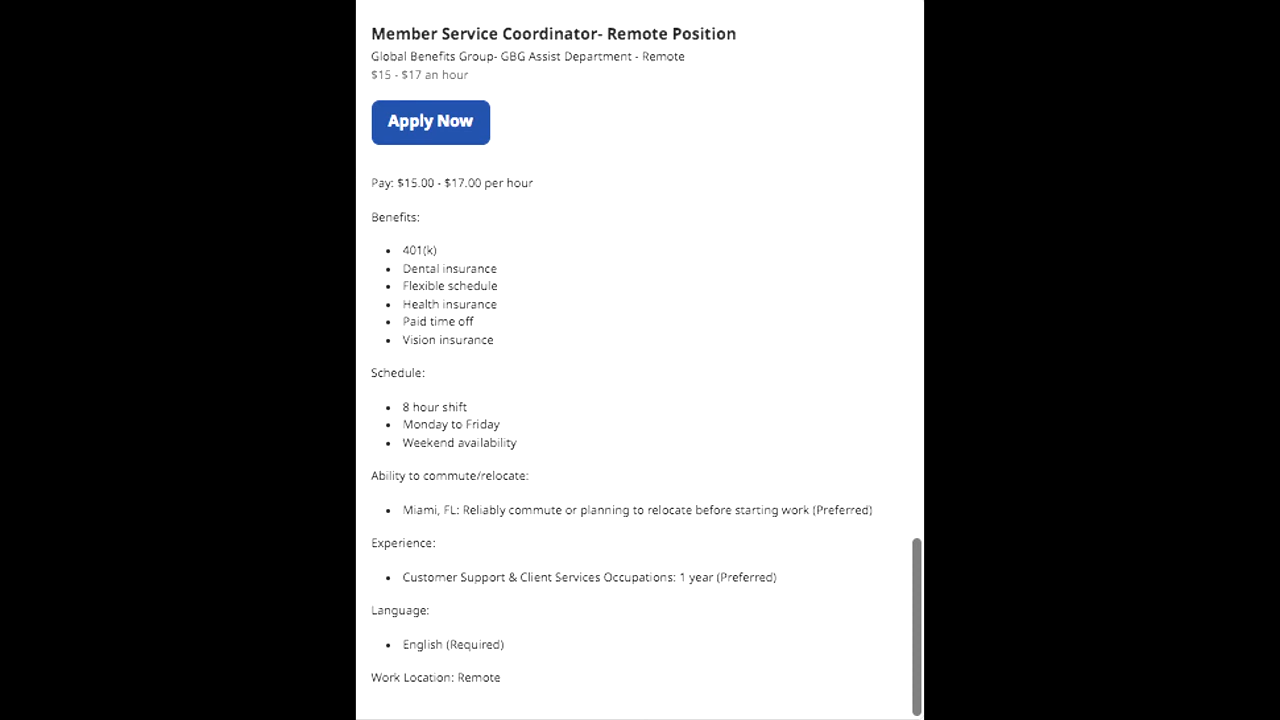 Member Service Coordinator- Remote Position
Global Benefits Group- GBG Assist Department - Remote
$15 - $17 an hour
Apply Now
Pay: $15.00 - $17.00 per hour
Benefits:
401(k)
Dental insurance
Flexible schedule
Health insurance
Paid time off
Vision insurance
Schedule:
8 hour shift
Monday to Friday
Weekend availability
Ability to commute/relocate:
Miami, FL: Reliably commute or planning to relocate before starting work (Preferred)
Experience:
Customer Support & Client Services Occupations: 1 year (Preferred)
Language:
English (Required)
Work Location: Remote